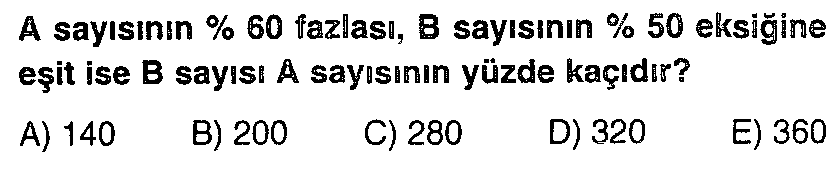 A sayısının % 60 fazlası, B sayısının % 50 eksiğine
eşit ise B sayısı A sayısının yüzde kaçıdır?
A) 140 B) 200 C) 280 D) 320 E) 360